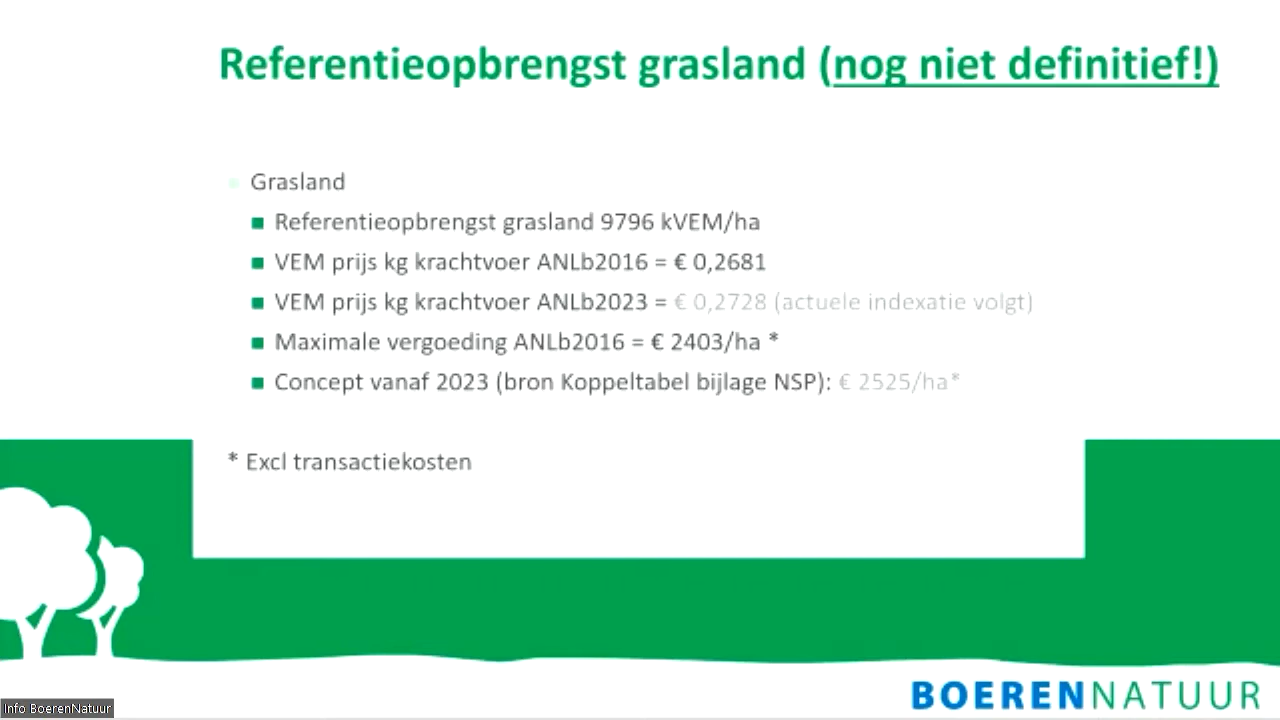 Referentieopbrengst grasland (nog niet definitief!)
Grasland
Referentieopbrengst grasland 9796 kVEM/ha
VEM prijs kg krachtvoer ANLb2016 = € 0,2681
VEM prijs kg krachtvoer ANLb2023 = € 0,2728 (actuele indexatie volgt)
Maximale vergoeding ANLb2016 = € 2403/ha *
Concept vanaf 2023 (bron Koppeltabel bijlage NSP): € 2525/ha*
* Excl transactiekosten
BOERENNATUUR
Info BoerenNatuur